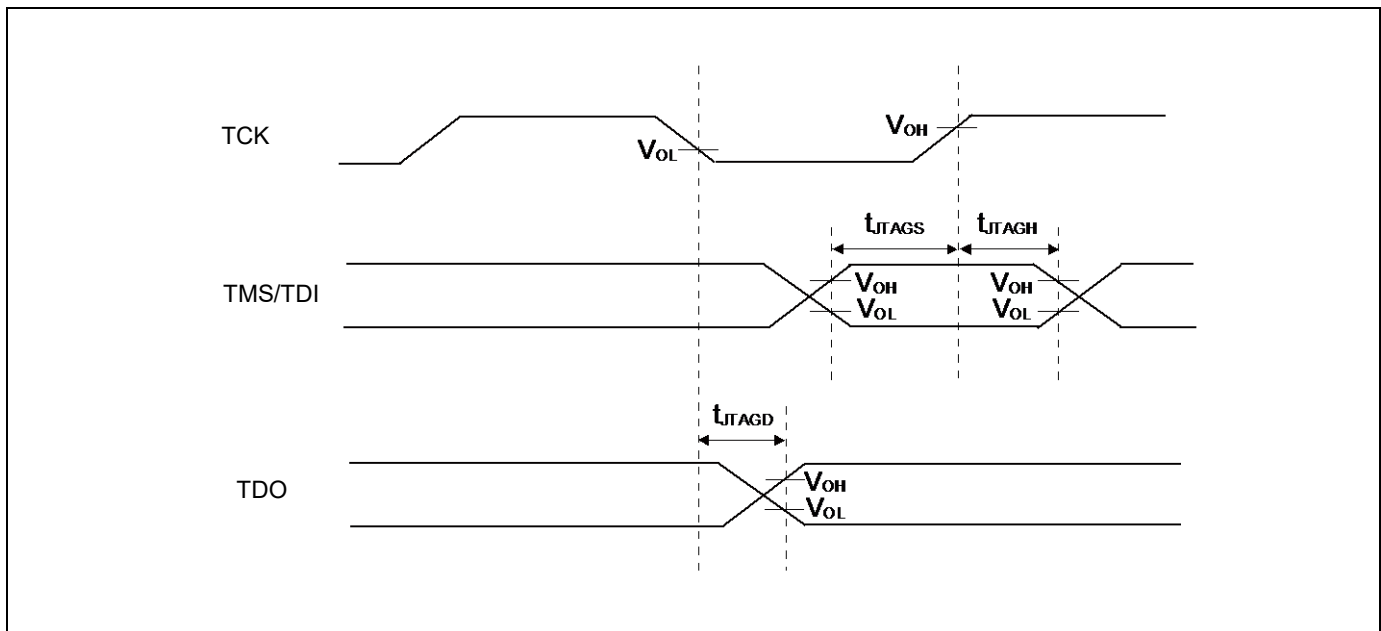 TCK
VOL
VOH
tJTAGS
tJTAGH
TMS/TDI
VOH
VOH
VOL
VOL
tJTAGD
TDO
VOH
VOL